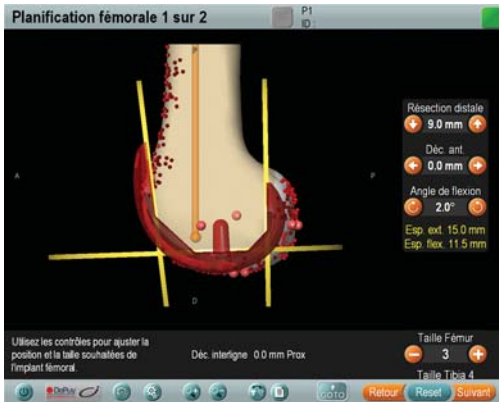 Planification fémorale 1 sur 2
P1
ID :
Résection distale
9.0 mm
Déc. ant.
0.0 mm
Angle de flexion
2.0°
Esp. ext. 15.0 mm
Esp. flex. 11.5 mm
A
P
D
Utilisez les contrôles pour ajuster la
position et la taille souhaitées de
l'implant fémoral.
Déc. interligne 0.0 mm Prox
Taille Fémur
3
Taille Tibia 4
DePuy
GOTO
Retour
Reset
Suivant